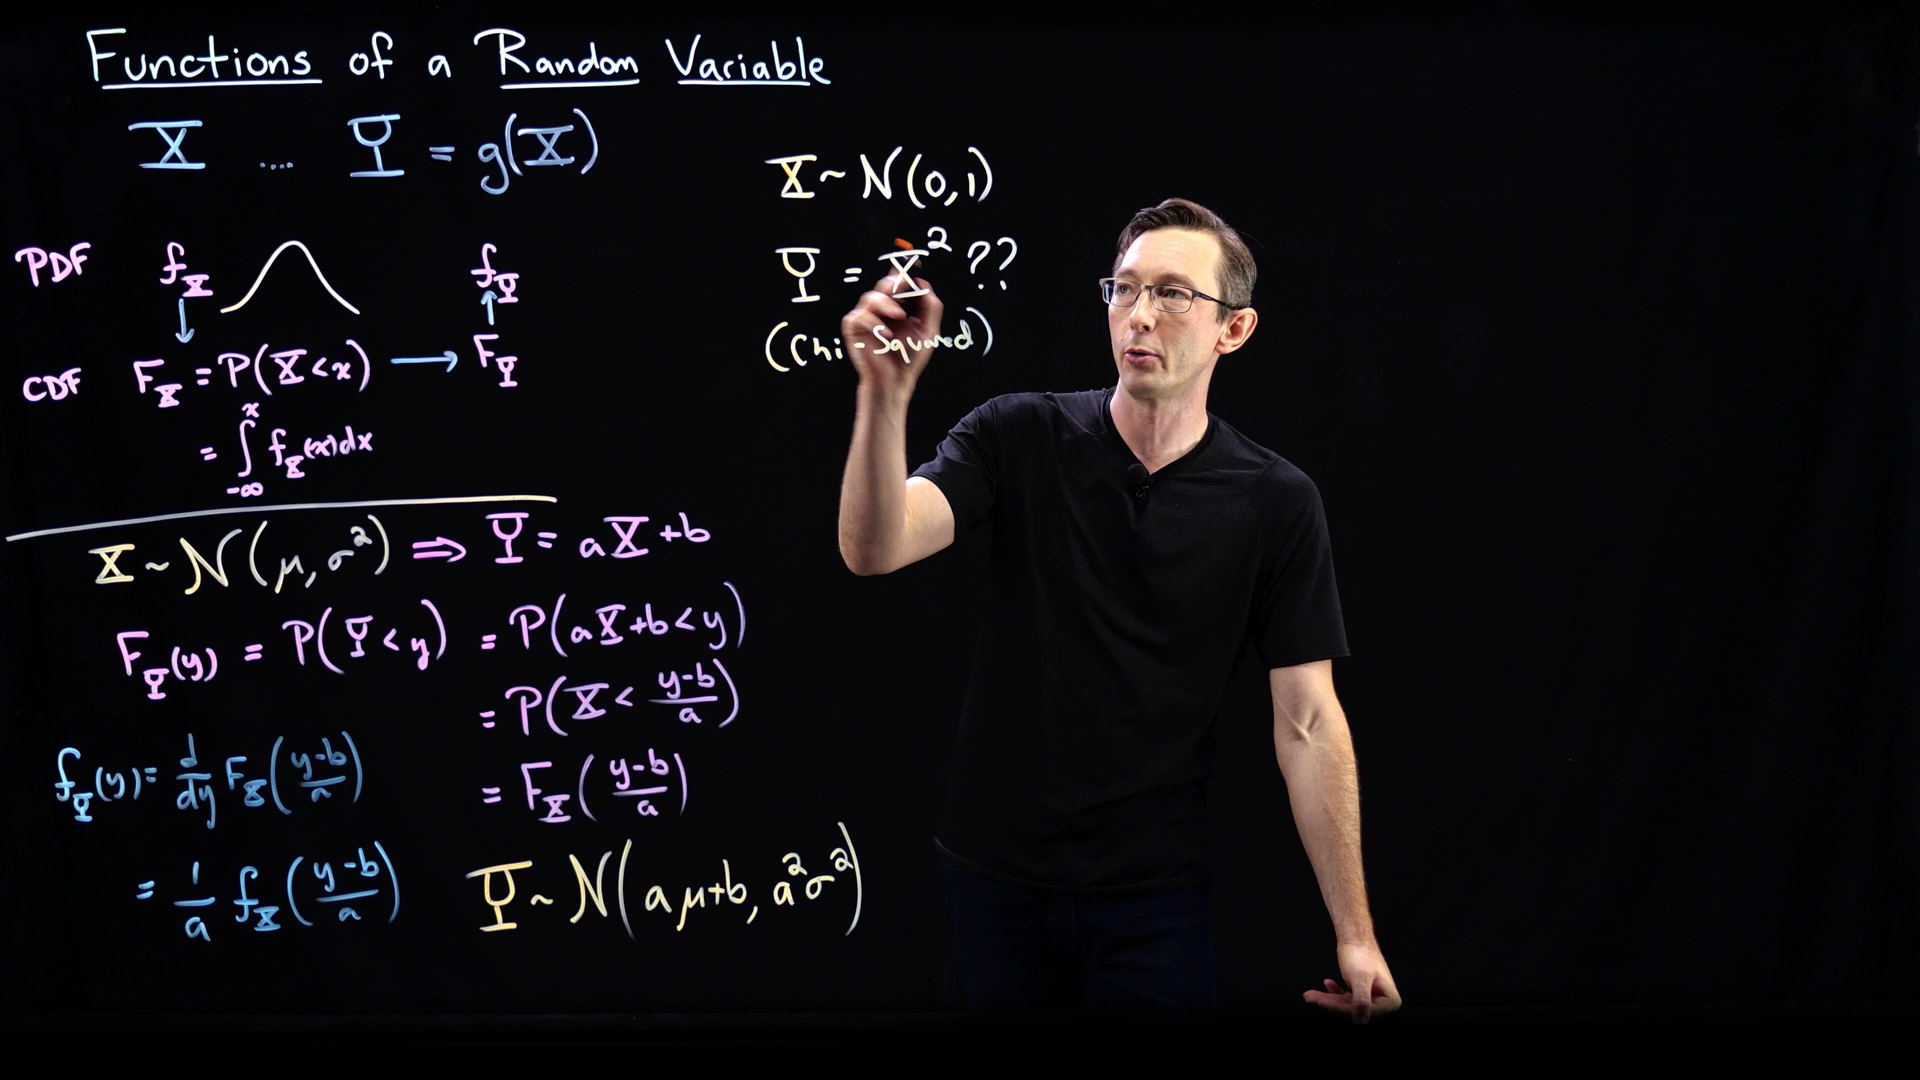 Functions of a Random Variable
X .... Y = g(X)
PDF f_X f_Y
CDF F_X = P(X < x) → F_Y
= ∫_{-∞}^{x} f_X(x)dx
X ~ N(μ, σ²) ⇒ Y = aX + b
F_Y(y) = P(Y < y) = P(aX + b < y)
= P(X < (y-b)/a)
= F_X((y-b)/a)
f_Y(y) = d/dy F_X((y-b)/a)
= 1/a f_X((y-b)/a)
Y ~ N(aμ+b, a²σ²)
X ~ N(0,1)
Y = X² ??
(Chi-Squared)